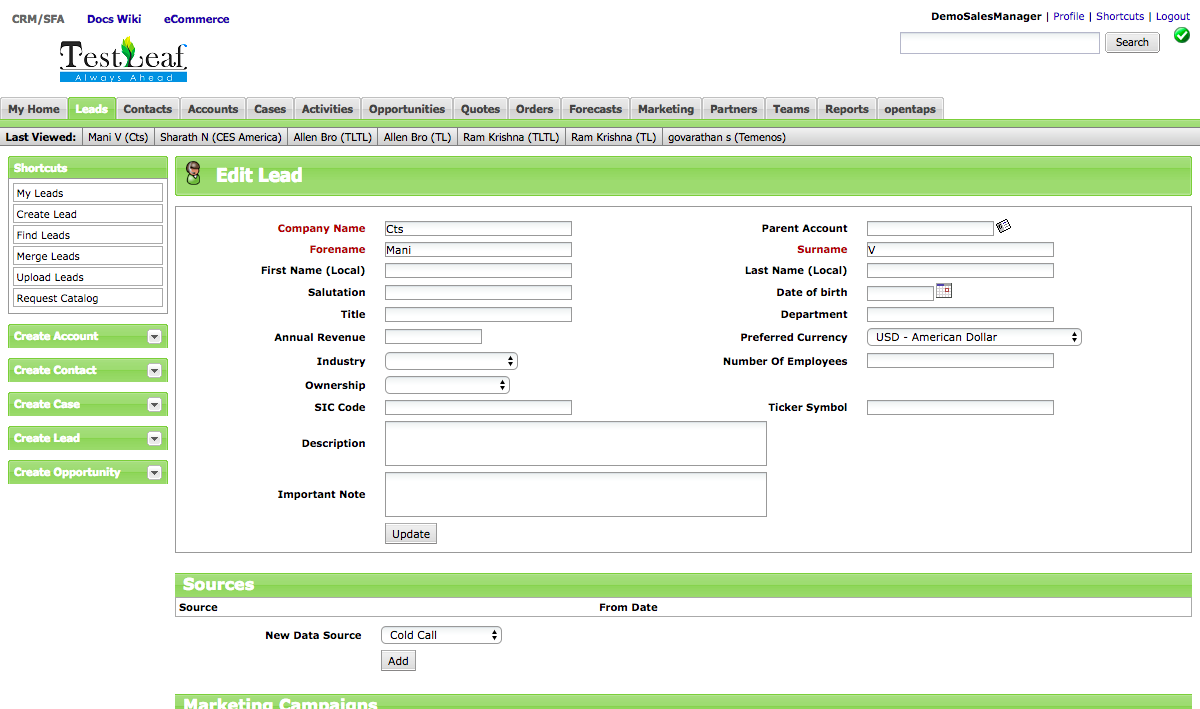 CRM/SFA Docs Wiki eCommerce
DemoSalesManager | Profile | Shortcuts | Logout
TestLeaf
Always Ahead
Search
My Home Leads Contacts Accounts Cases Activities Opportunities Quotes Orders Forecasts Marketing Partners Teams Reports opentaps
Last Viewed: Mani V (Cts) Sharath N (CES America) Allen Bro (TLTL) Allen Bro (TL) Ram Krishna (TLTL) Ram Krishna (TL) govarathan s (Temenos)
Shortcuts
My Leads
Create Lead
Find Leads
Merge Leads
Upload Leads
Request Catalog
Create Account
Create Contact
Create Case
Create Lead
Create Opportunity
Edit Lead
Company Name Cts Parent Account
Forename Mani Surname V
First Name (Local) Last Name (Local)
Salutation Date of birth
Title Department
Annual Revenue Preferred Currency USD - American Dollar
Industry Number Of Employees
Ownership
SIC Code Ticker Symbol
Description
Important Note
Update
Sources
Source From Date
New Data Source Cold Call
Add
Marketing Campaigns